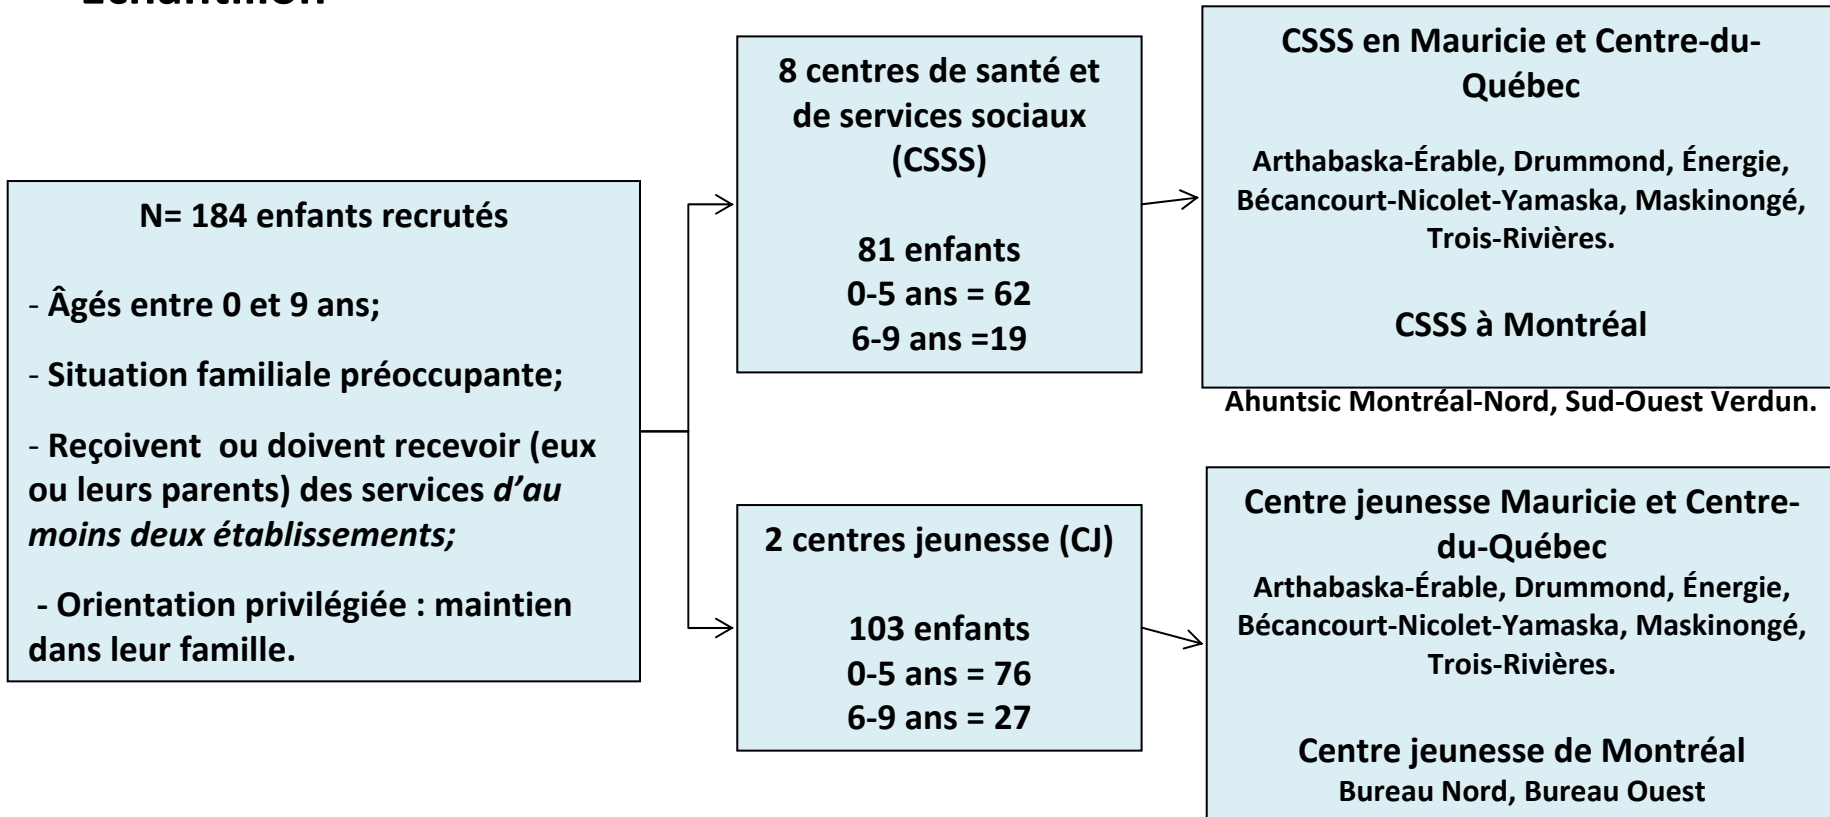 Échantillon
N= 184 enfants recrutés
- Âgés entre 0 et 9 ans;
- Situation familiale préoccupante;
- Reçoivent  ou doivent recevoir (eux
ou leurs parents) des services d’au
moins deux établissements;
- Orientation privilégiée : maintien
dans leur famille.
8 centres de santé et
de services sociaux
(CSSS)
81 enfants
0-5 ans = 62
6-9 ans =19
2 centres jeunesse (CJ)
103 enfants
0-5 ans = 76
6-9 ans = 27
CSSS en Mauricie et Centre-du-
Québec
Arthabaska-Érable, Drummond, Énergie,
Bécancourt-Nicolet-Yamaska, Maskinongé,
Trois-Rivières.
CSSS à Montréal
Ahuntsic Montréal-Nord, Sud-Ouest Verdun.
Centre jeunesse Mauricie et Centre-
du-Québec
Arthabaska-Érable, Drummond, Énergie,
Bécancourt-Nicolet-Yamaska, Maskinongé,
Trois-Rivières.
Centre jeunesse de Montréal
Bureau Nord, Bureau Ouest